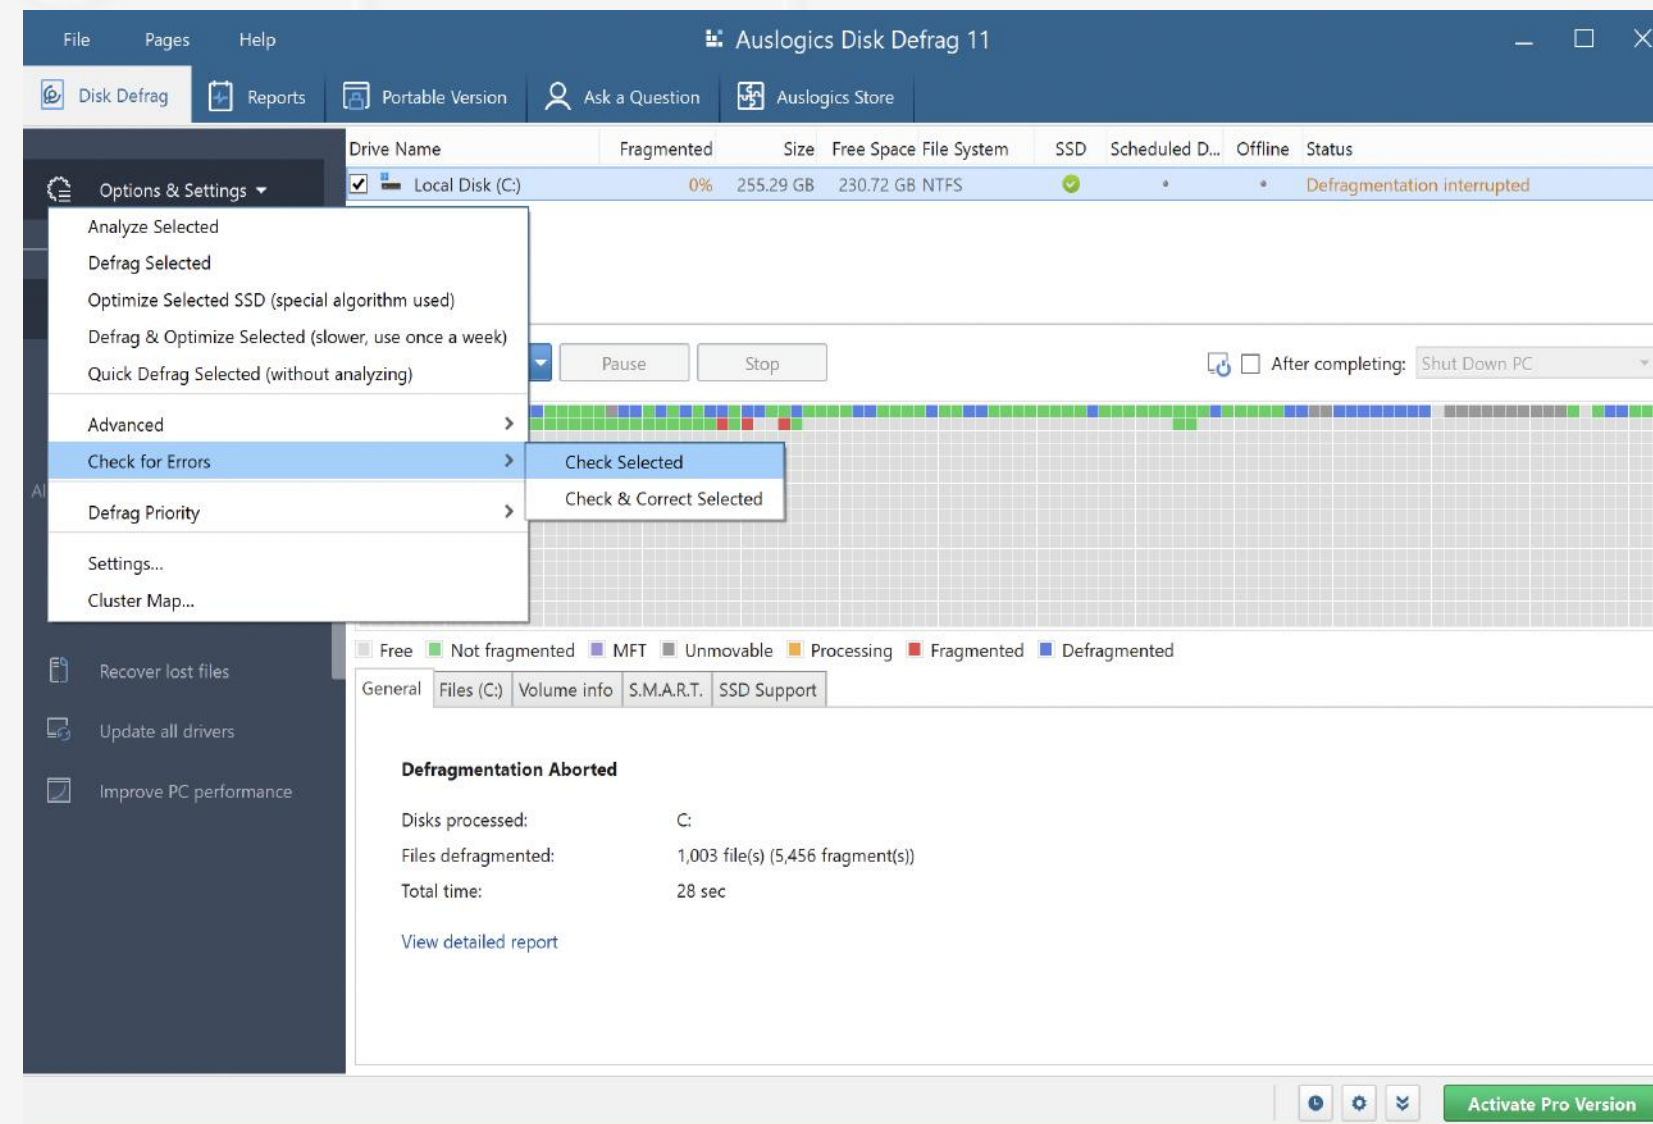 File Pages Help Auslogics Disk Defrag 11
Disk Defrag Reports Portable Version Ask a Question Auslogics Store
Drive Name Fragmented Size Free Space File System SSD Scheduled D... Offline Status
Options & Settings Local Disk (C:) 0% 255.29 GB 230.72 GB NTFS Defragmentation interrupted
Analyze Selected
Defrag Selected
Optimize Selected SSD (special algorithm used)
Defrag & Optimize Selected (slower, use once a week)
Quick Defrag Selected (without analyzing)
Pause Stop After completing: Shut Down PC
Advanced
Check for Errors
Check Selected
Check & Correct Selected
Defrag Priority
Settings...
Cluster Map...
Free Not fragmented MFT Unmovable Processing Fragmented Defragmented
Recover lost files
Update all drivers
Improve PC performance
General Files (C:) Volume info S.M.A.R.T. SSD Support
Defragmentation Aborted
Disks processed: C:
Files defragmented: 1,003 file(s) (5,456 fragment(s))
Total time: 28 sec
View detailed report
Activate Pro Version